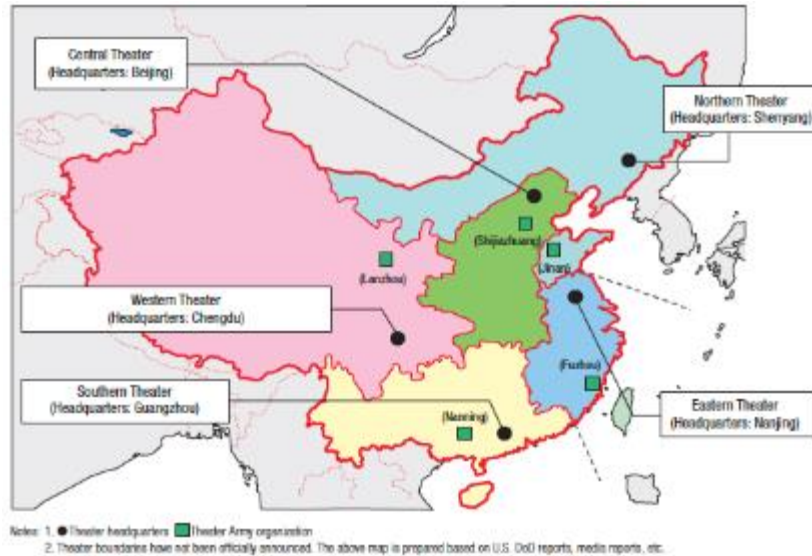 Central Theater
(Headquarters: Beijing)
Northern Theater
(Headquarters: Shenyang)
(Shijiazhuang)
(Jinan)
(Lanzhou)
Western Theater
(Headquarters: Chengdu)
Southern Theater
(Headquarters: Guangzhou)
(Fuzhou)
(Nanning)
Eastern Theater
(Headquarters: Nanjing)
Notes: 1. ●Theater headquarters ■Theater Army organization
2. Theater boundaries have not been officially announced. The above map is prepared based on U.S. DoD reports, media reports, etc.